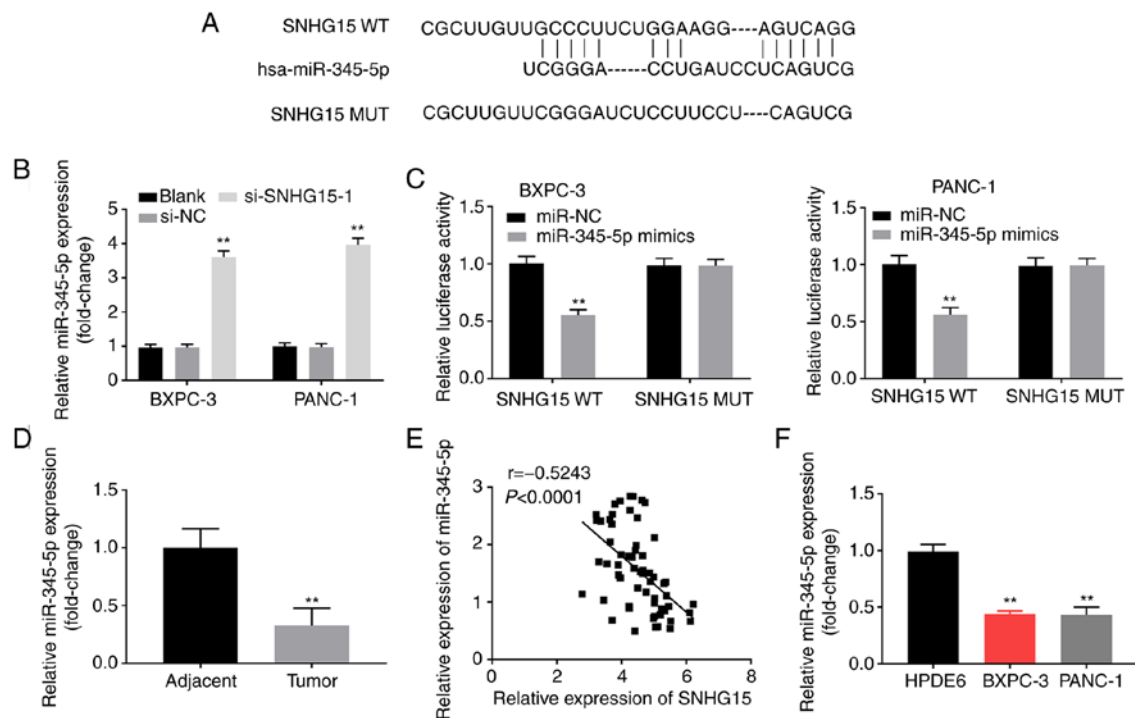 A
SNHG15 WT CGCUUGUUGCCCUUCUGGAAGG----AGUCAGG
hsa-miR-345-5p UCGGGA------CCUGAUCCUCAGUCG
SNHG15 MUT CGCUUGUUCGGGAUCUCCUUCCU----CAGUCG
B
Blank si-SNHG15-1
si-NC
Relative miR-345-5p expression
(fold-change)
5
4
3
2
1
0
**
**
BXPC-3 PANC-1
C
BXPC-3
miR-NC
miR-345-5p mimics
Relative luciferase activity
1.5
1.0
0.5
0.0
**
SNHG15 WT SNHG15 MUT
PANC-1
miR-NC
miR-345-5p mimics
Relative luciferase activity
1.5
1.0
0.5
0.0
**
SNHG15 WT SNHG15 MUT
D
Relative miR-345-5p expression
(fold-change)
1.5
1.0
0.5
0.0
**
Adjacent Tumor
E
r=−0.5243
P<0.0001
Relative expression of miR-345-5p
3
2
1
0
0 2 4 6 8
Relative expression of SNHG15
F
Relative miR-345-5p expression
(fold-change)
1.5
1.0
0.5
0.0
**
**
HPDE6 BXPC-3 PANC-1